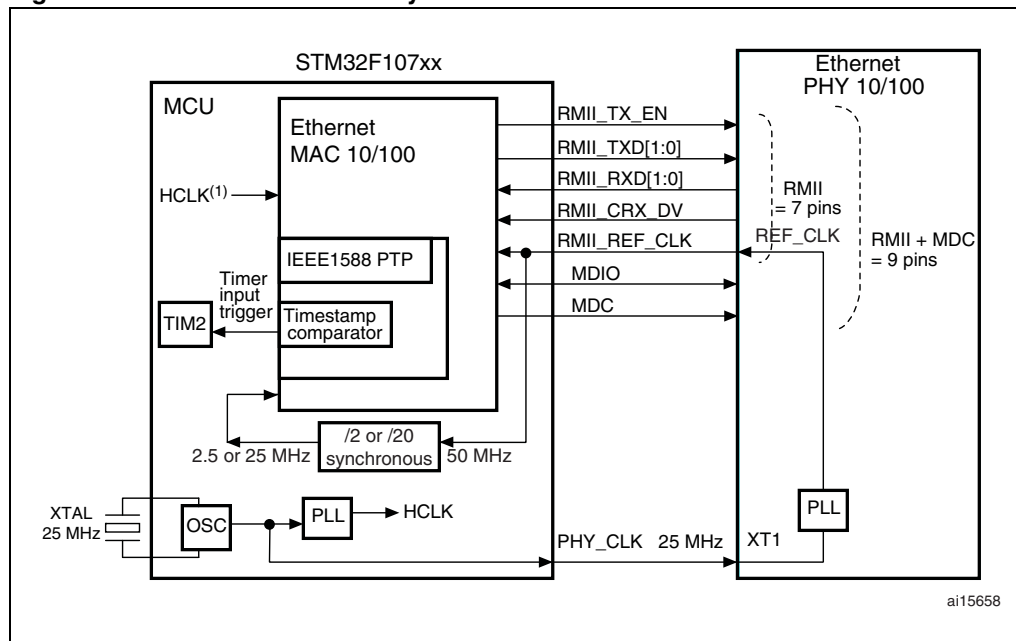 STM32F107xx
MCU
Ethernet
MAC 10/100
HCLK(1)
IEEE1588 PTP
Timer
input
trigger
Timestamp
comparator
TIM2
/2 or /20
synchronous
2.5 or 25 MHz
50 MHz
XTAL
25 MHz
OSC
PLL
HCLK
RMII_TX_EN
RMII_TXD[1:0]
RMII_RXD[1:0]
RMII_CRX_DV
RMII_REF_CLK
MDIO
MDC
PHY_CLK 25 MHz
Ethernet
PHY 10/100
RMII
= 7 pins
REF_CLK
RMII + MDC
= 9 pins
PLL
XT1
ai15658